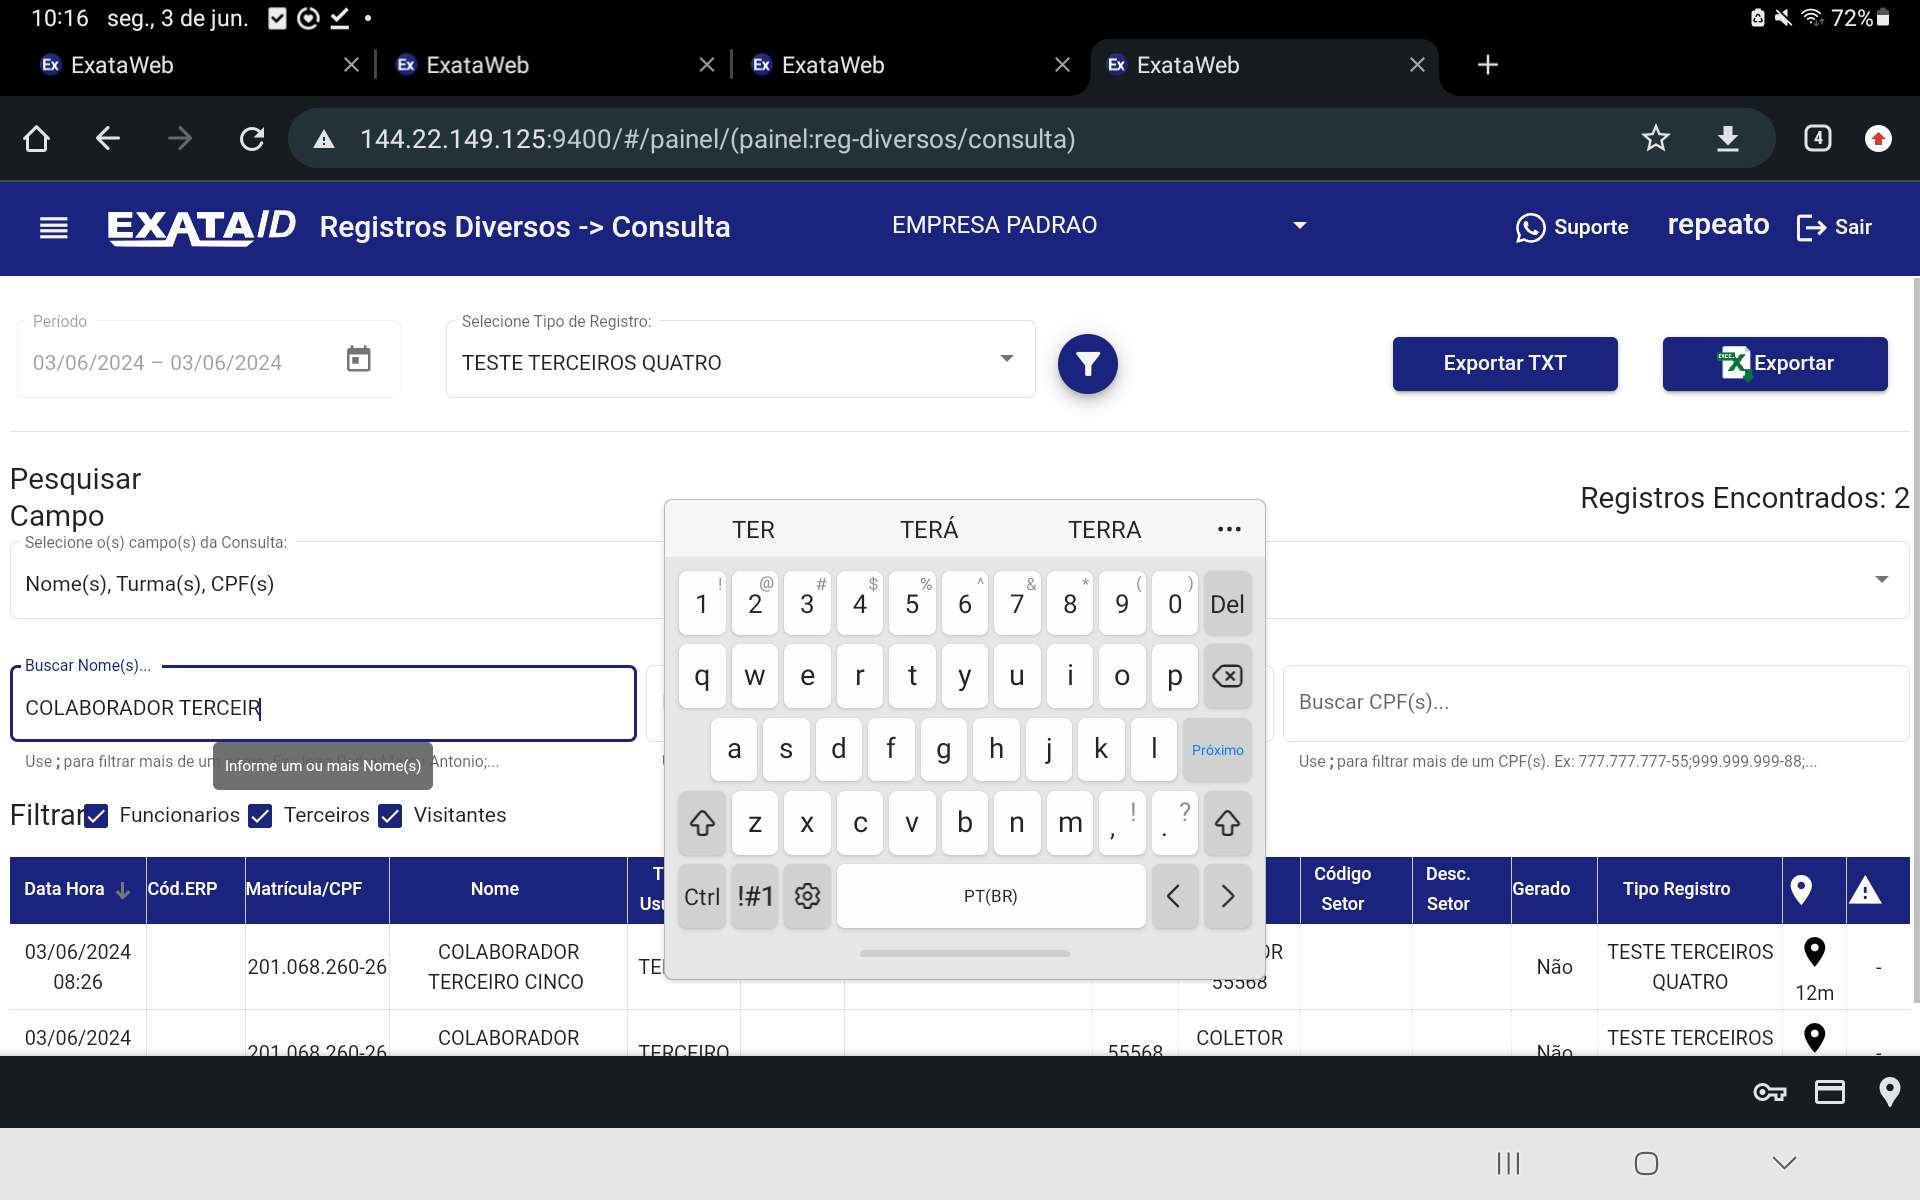 10:16 seg., 3 de jun.
72%
ExataWeb
ExataWeb
ExataWeb
ExataWeb
144.22.149.125:9400/#/painel/(painel:reg-diversos/consulta)
4
EXATA/D Registros Diversos -> Consulta
EMPRESA PADRAO
Suporte
repeato
Sair
Período
03/06/2024 – 03/06/2024
Selecione Tipo de Registro:
TESTE TERCEIROS QUATRO
Exportar TXT
Exportar
Pesquisar
Campo
Registros Encontrados: 2
Selecione o(s) campo(s) da Consulta:
Nome(s), Turma(s), CPF(s)
Buscar Nome(s)...
COLABORADOR TERCEIR
Buscar CPF(s)...
Use ; para filtrar mais de um
Antonio;...
Informe um ou mais Nome(s)
Use ; para filtrar mais de um CPF(s). Ex: 777.777.777-55;999.999.999-88;...
Filtrar Funcionarios Terceiros Visitantes
TER TERÁ TERRA ...
! @ # $ % ^ & * ( )
1 2 3 4 5 6 7 8 9 0 Del
q w e r t y u i o p
a s d f g h j k l Próximo
z x c v b n m , ! . ?
Ctrl !#1 PT(BR) < >
Data Hora Cód.ERP Matrícula/CPF Nome Código Setor Desc. Setor Gerado Tipo Registro
03/06/2024 08:26 201.068.260-26 COLABORADOR TERCEIRO CINCO 55568 Não TESTE TERCEIROS QUATRO 12m -
03/06/2024 201.068.260-26 COLABORADOR TERCEIRO 55568 COLETOR Não TESTE TERCEIROS -